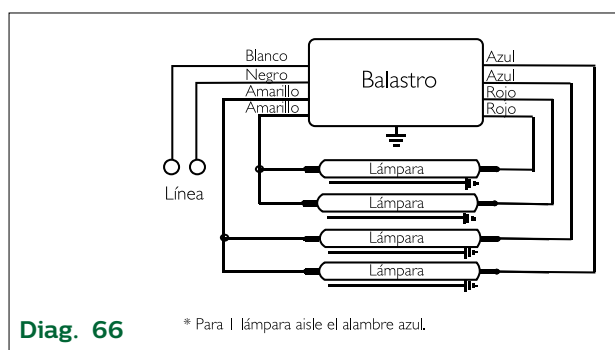 Blanco
Negro
Amarillo
Amarillo
Balastro
Azul
Azul
Rojo
Rojo
Línea
Lámpara
Lámpara
Lámpara
Lámpara
Diag. 66
* Para 1 lámpara aisle el alambre azul.